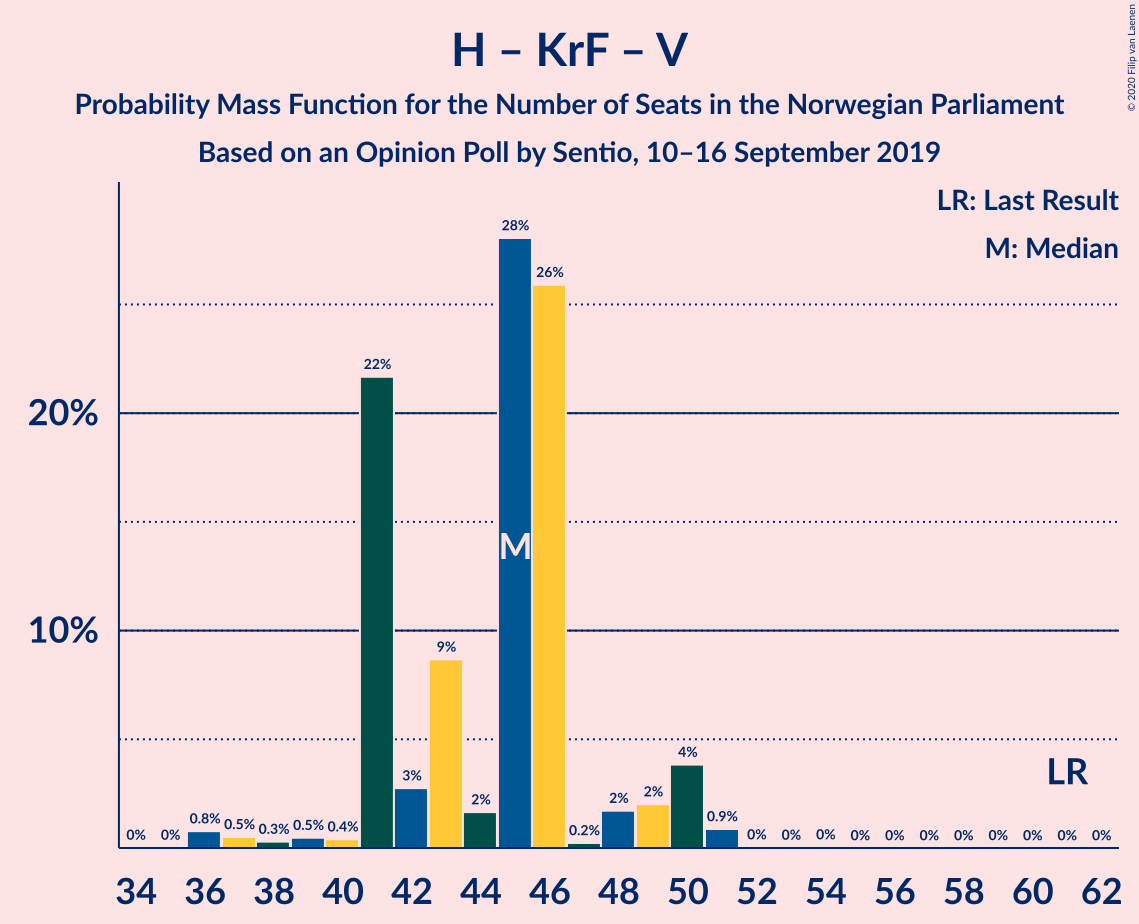 H – KrF – V
Probability Mass Function for the Number of Seats in the Norwegian Parliament
Based on an Opinion Poll by Sentio, 10–16 September 2019
© 2020 Filip van Laenen
LR: Last Result
M: Median
20%
10%
0% 0% 0.8% 0.5% 0.3% 0.5% 0.4% 22% 3% 9% 2% 28% 26% 0.2% 2% 2% 4% 0.9% 0% 0% 0% 0% 0% 0% 0% 0% 0% 0% 0%
M
LR
34 36 38 40 42 44 46 48 50 52 54 56 58 60 62